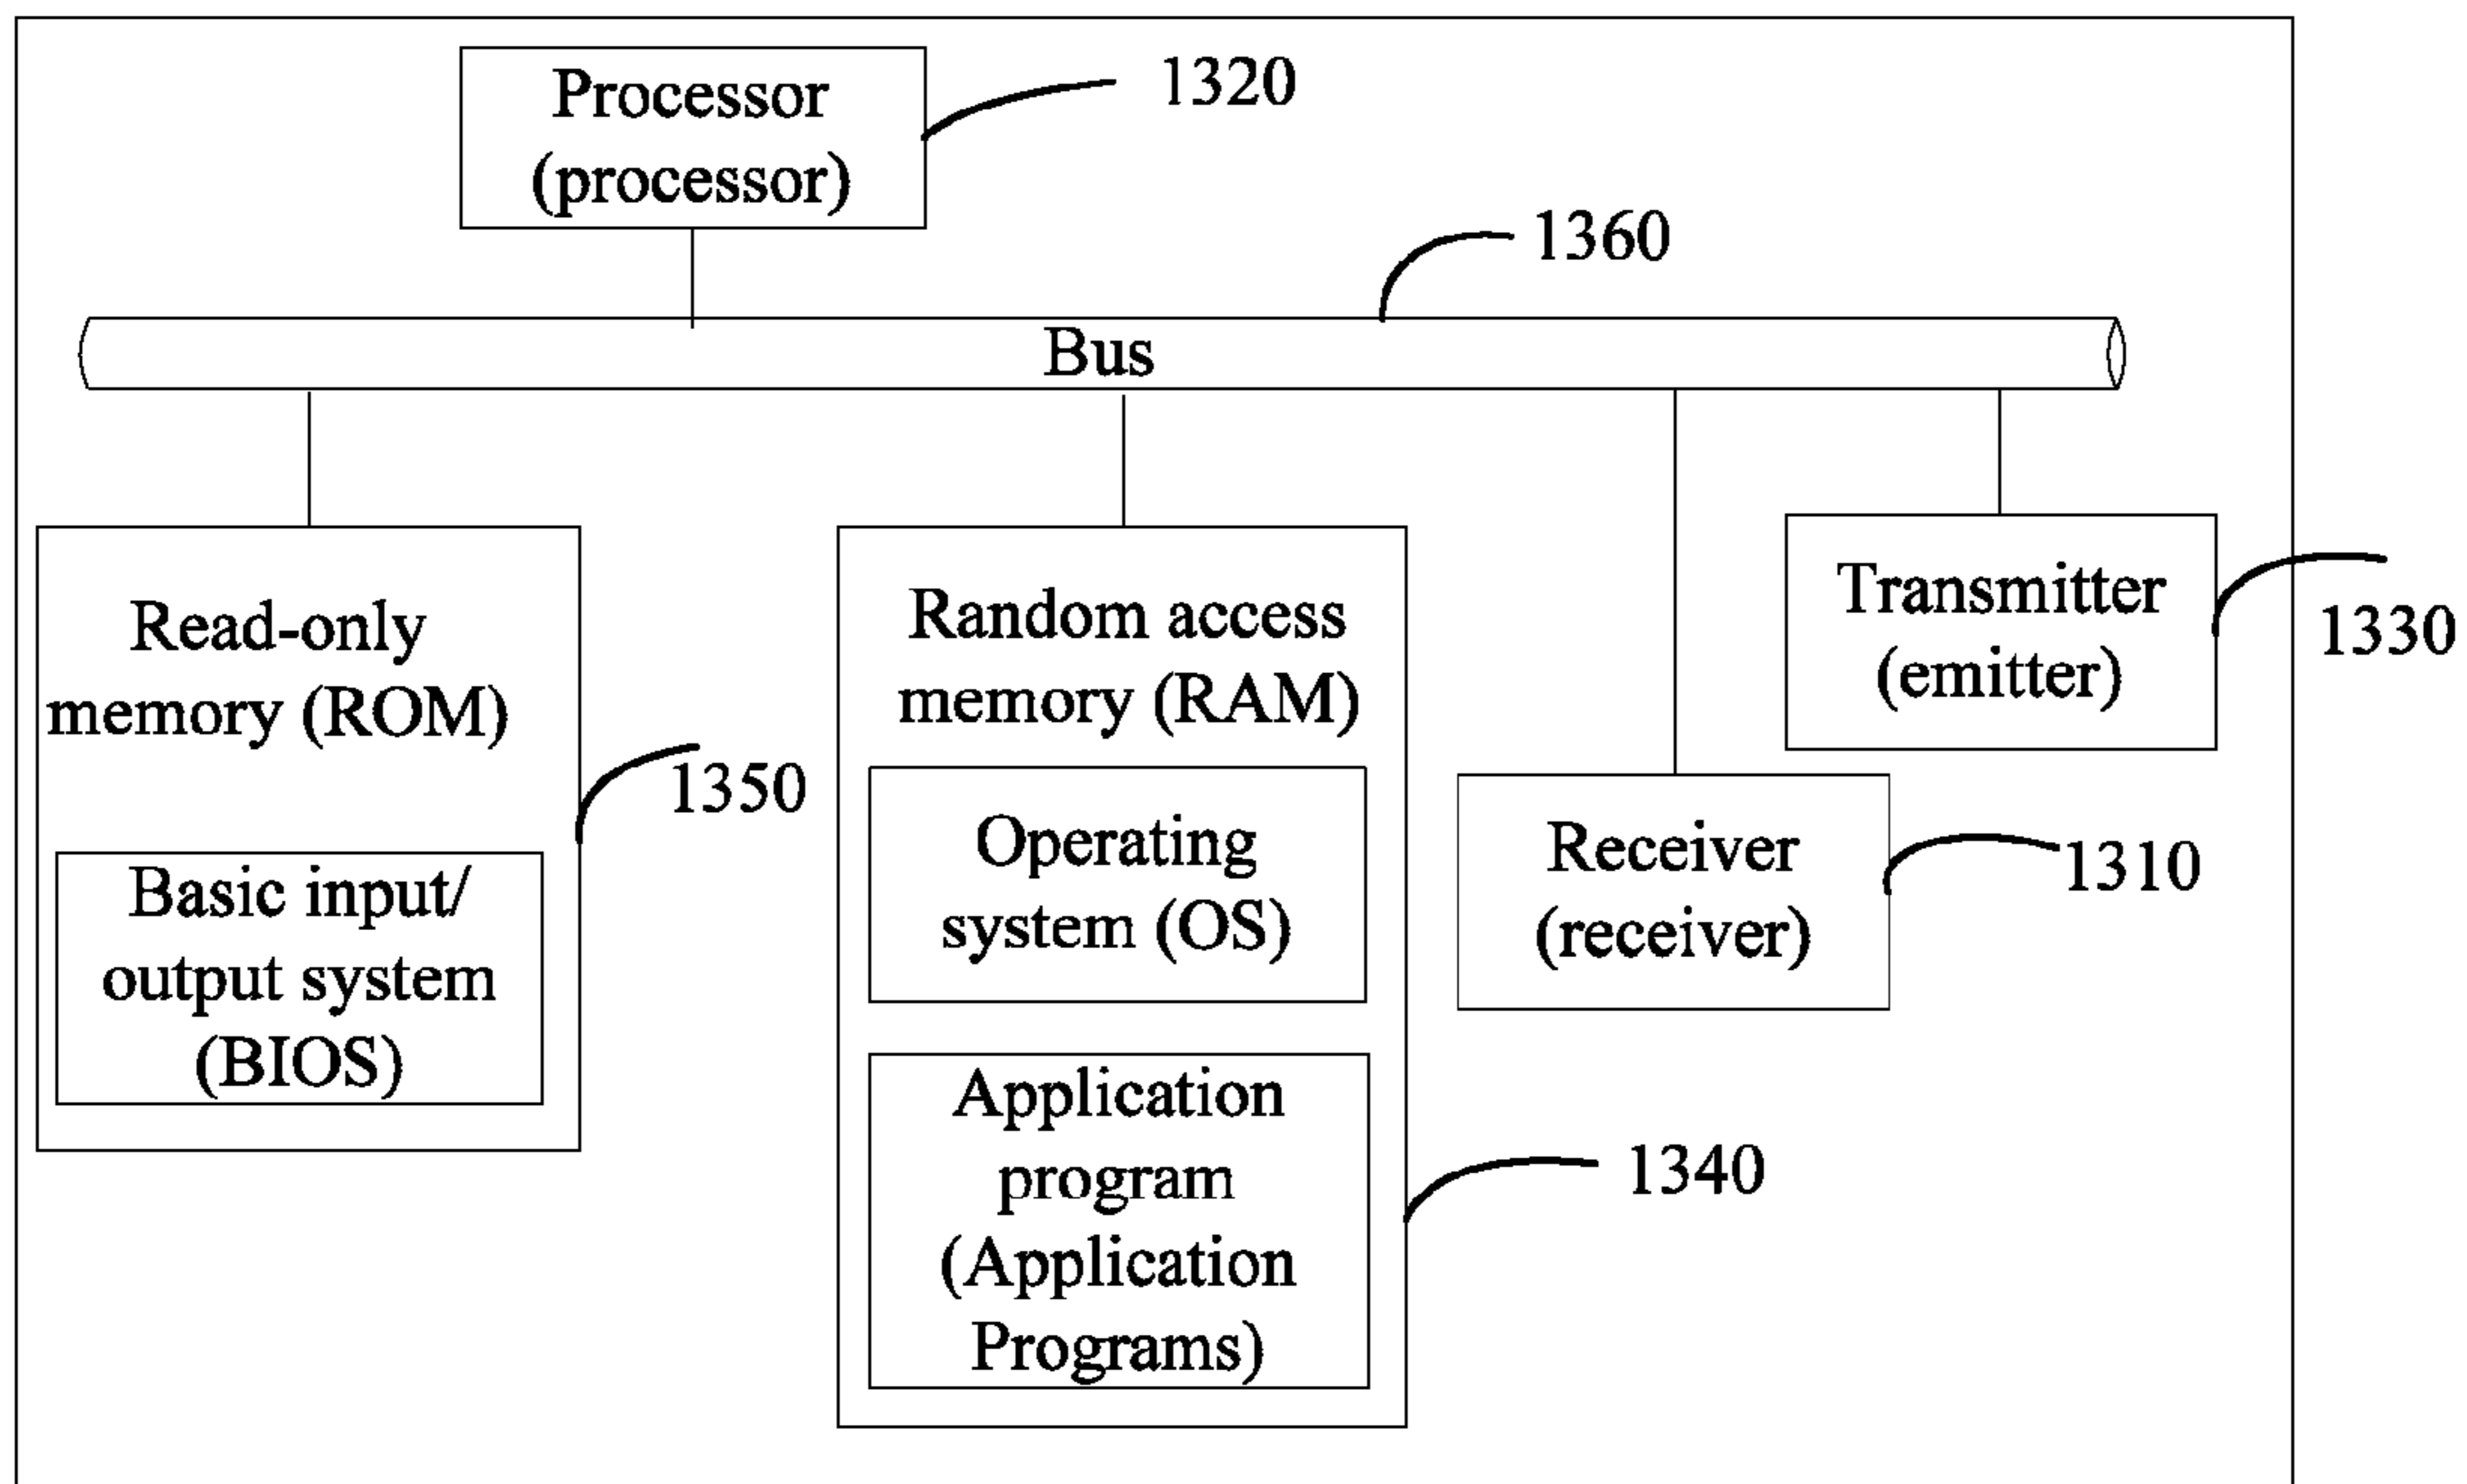 Processor
(processor)
1320
1360
Bus
Read-only
memory (ROM)
1350
Basic input/
output system
(BIOS)
Random access
memory (RAM)
Operating
system (OS)
Application
program
(Application
Programs)
1340
Transmitter
(emitter)
1330
Receiver
(receiver)
1310